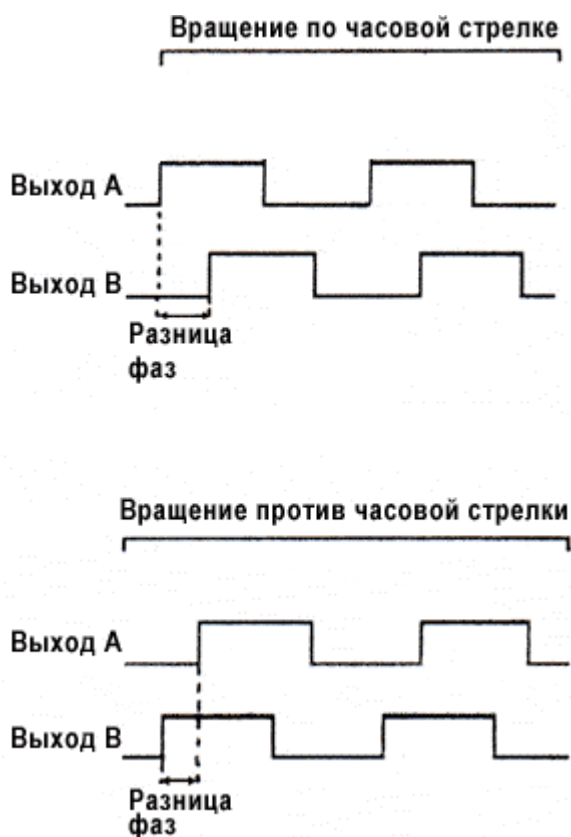 Вращение по часовой стрелке
Выход А
Выход В
Разница
фаз
Вращение против часовой стрелки
Выход А
Выход В
Разница
фаз